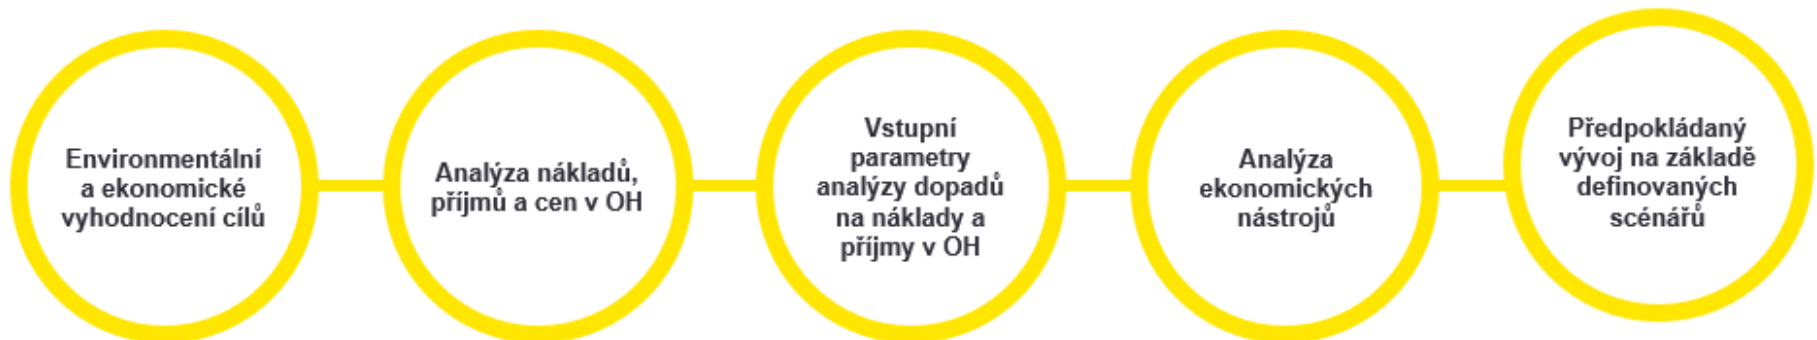 Environmentální
a ekonomické
vyhodnocení cílů
Analýza nákladů,
příjmů a cen v OH
Vstupní
parametry
analýzy dopadů
na náklady a
příjmy v OH
Analýza
ekonomických
nástrojů
Předpokládaný
vývoj na základě
definovaných
scénářů